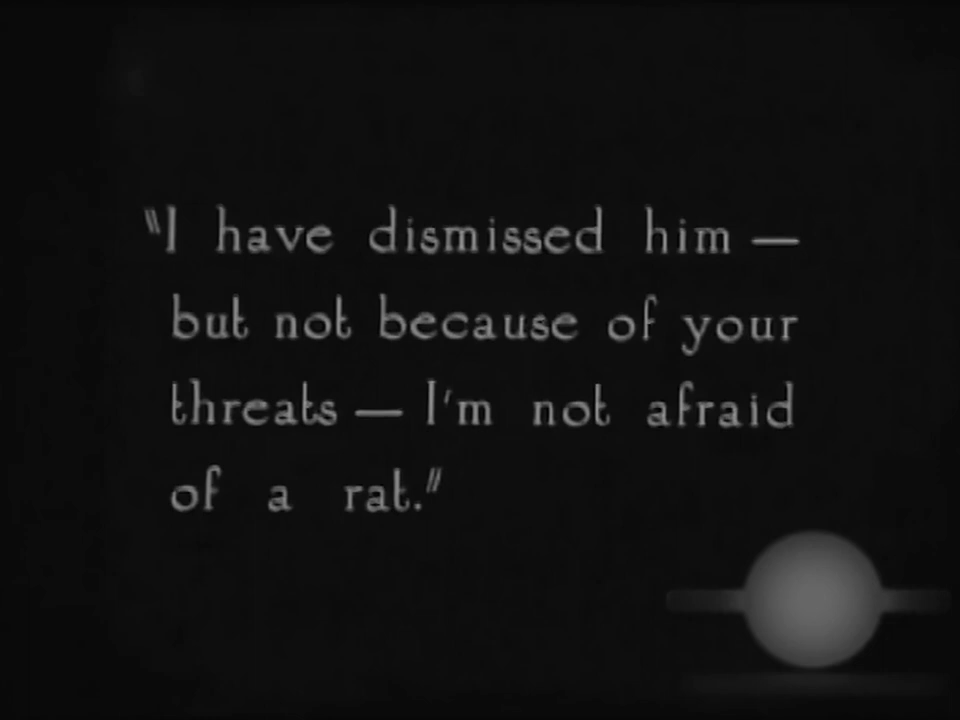 "I have dismissed him —
but not because of your
threats — I'm not afraid
of a rat."